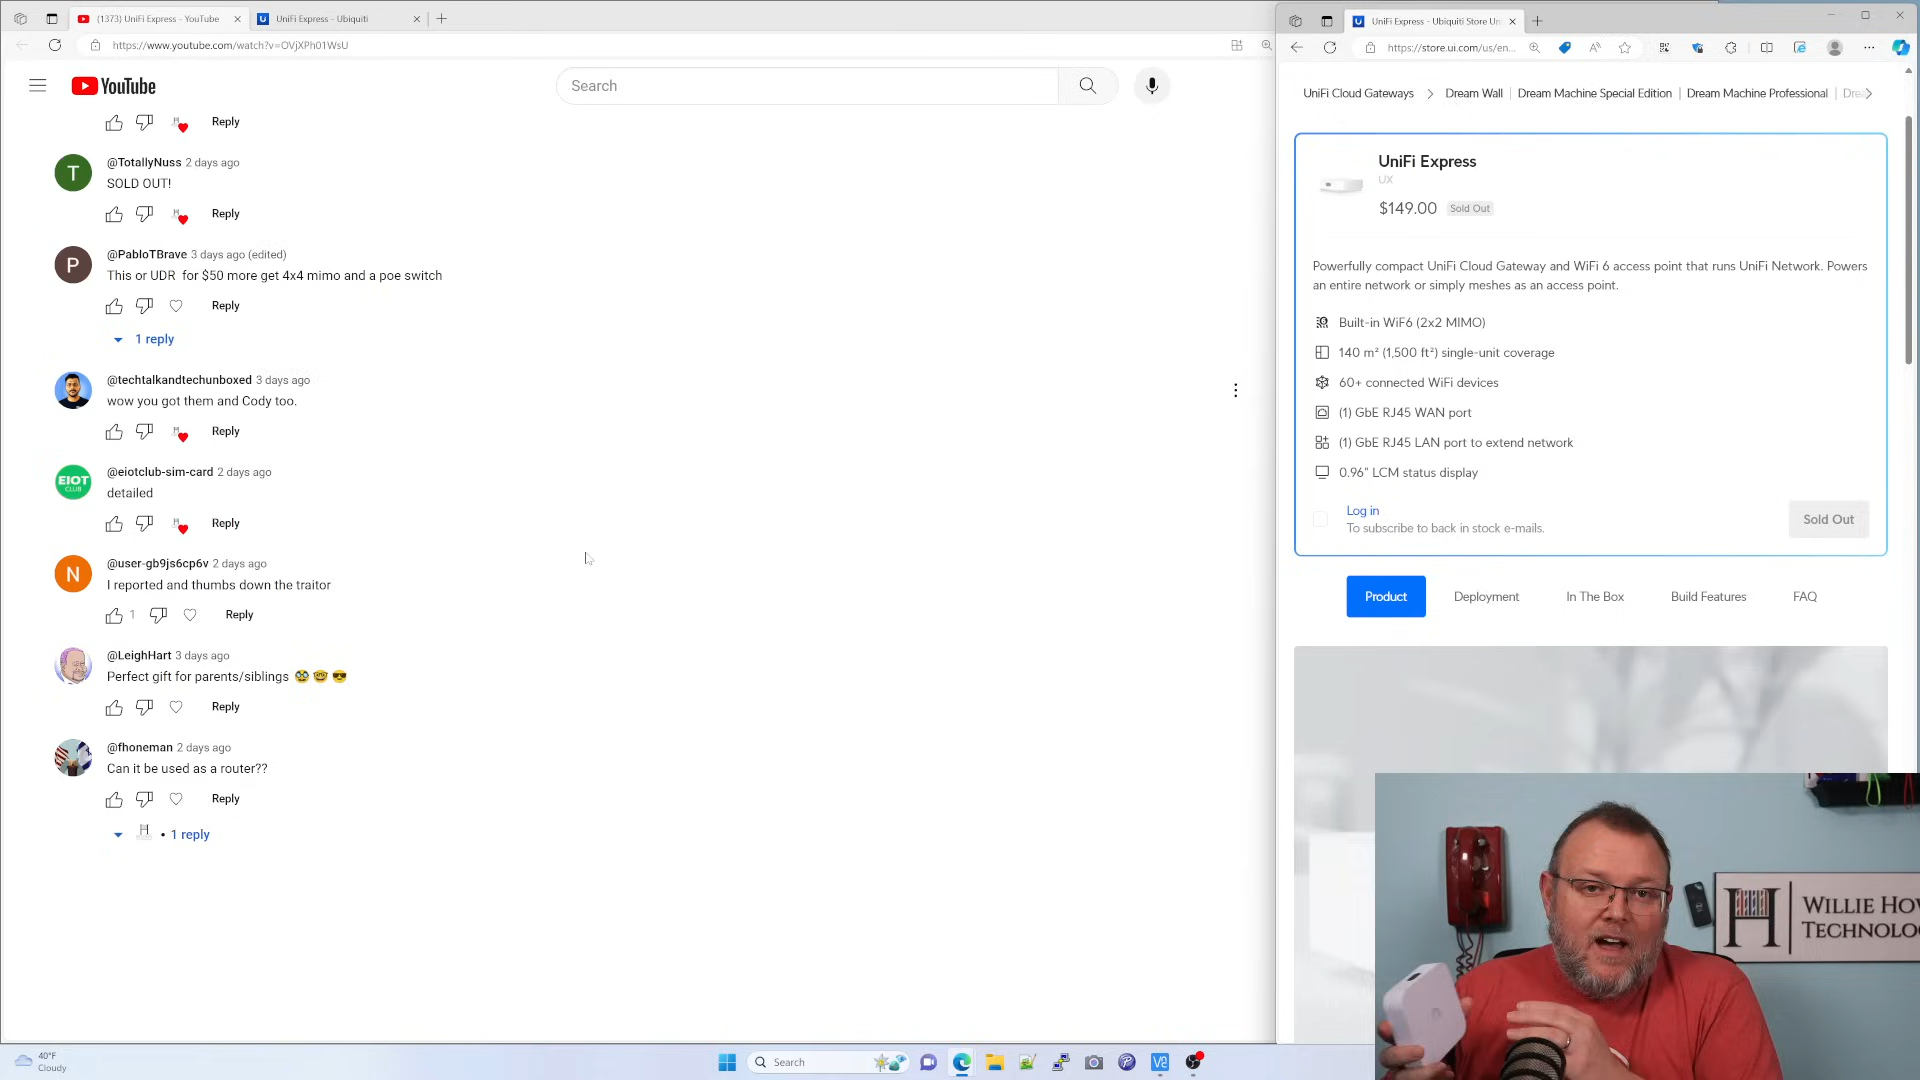 (1373) UniFi Express - YouTube
UniFi Express - Ubiquiti
https://www.youtube.com/watch?v=OVjXPh01WsU
YouTube
Search
Reply
@TotallyNuss 2 days ago
SOLD OUT!
Reply
@PabloTBrave 3 days ago (edited)
This or UDR for $50 more get 4x4 mimo and a poe switch
Reply
1 reply
@techtalkandtechunboxed 3 days ago
wow you got them and Cody too.
Reply
@eiotclub-sim-card 2 days ago
detailed
Reply
@user-gb9js6cp6v 2 days ago
I reported and thumbs down the traitor
1 Reply
@LeighHart 3 days ago
Perfect gift for parents/siblings
Reply
@fhoneman 2 days ago
Can it be used as a router??
Reply
• 1 reply
T
P
EIOT
CLUB
N
UniFi Express - Ubiquiti Store Un
https://store.ui.com/us/en...
UniFi Cloud Gateways > Dream Wall | Dream Machine Special Edition | Dream Machine Professional | Drea
UniFi Express
UX
$149.00 Sold Out
Powerfully compact UniFi Cloud Gateway and WiFi 6 access point that runs UniFi Network. Powers
an entire network or simply meshes as an access point.
Built-in WiF6 (2x2 MIMO)
140 m² (1,500 ft²) single-unit coverage
60+ connected WiFi devices
(1) GbE RJ45 WAN port
(1) GbE RJ45 LAN port to extend network
0.96" LCM status display
Log in
To subscribe to back in stock e-mails.
Sold Out
Product Deployment In The Box Build Features FAQ
H WILLIE HOW
TECHNOLO
40°F
Cloudy
Search